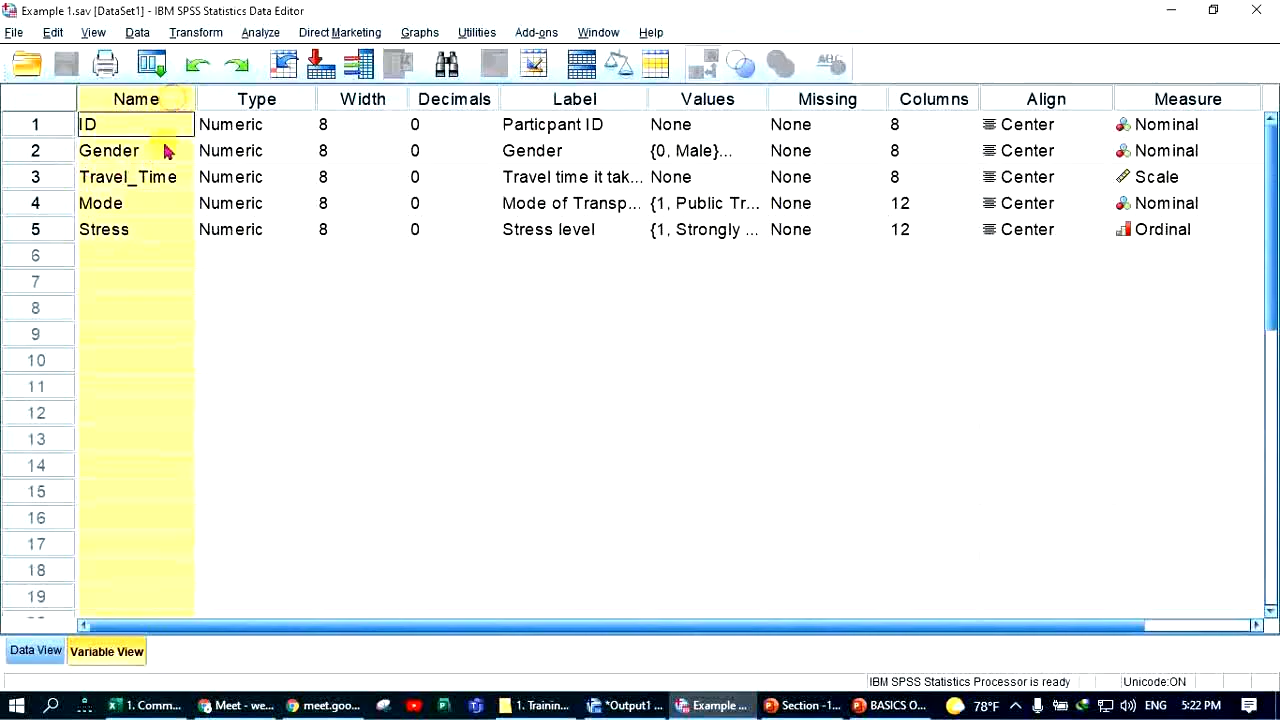 Example 1.sav [DataSet1] - IBM SPSS Statistics Data Editor
File Edit View Data Transform Analyze Direct Marketing Graphs Utilities Add-ons Window Help
Name Type Width Decimals Label Values Missing Columns Align Measure
1 ID Numeric 8 0 Particpant ID None None 8 Center Nominal
2 Gender Numeric 8 0 Gender {0, Male}... None 8 Center Nominal
3 Travel_Time Numeric 8 0 Travel time it tak... None None 8 Center Scale
4 Mode Numeric 8 0 Mode of Transp... {1, Public Tr... None 12 Center Nominal
5 Stress Numeric 8 0 Stress level {1, Strongly ... None 12 Center Ordinal
6
7
8
9
10
11
12
13
14
15
16
17
18
19
Data View Variable View
IBM SPSS Statistics Processor is ready Unicode:ON
1. Comm... Meet - we... meet.goo... 1. Trainin... *Output1 ... Example ... Section -1... BASICS O... 78°F ENG 5:22 PM